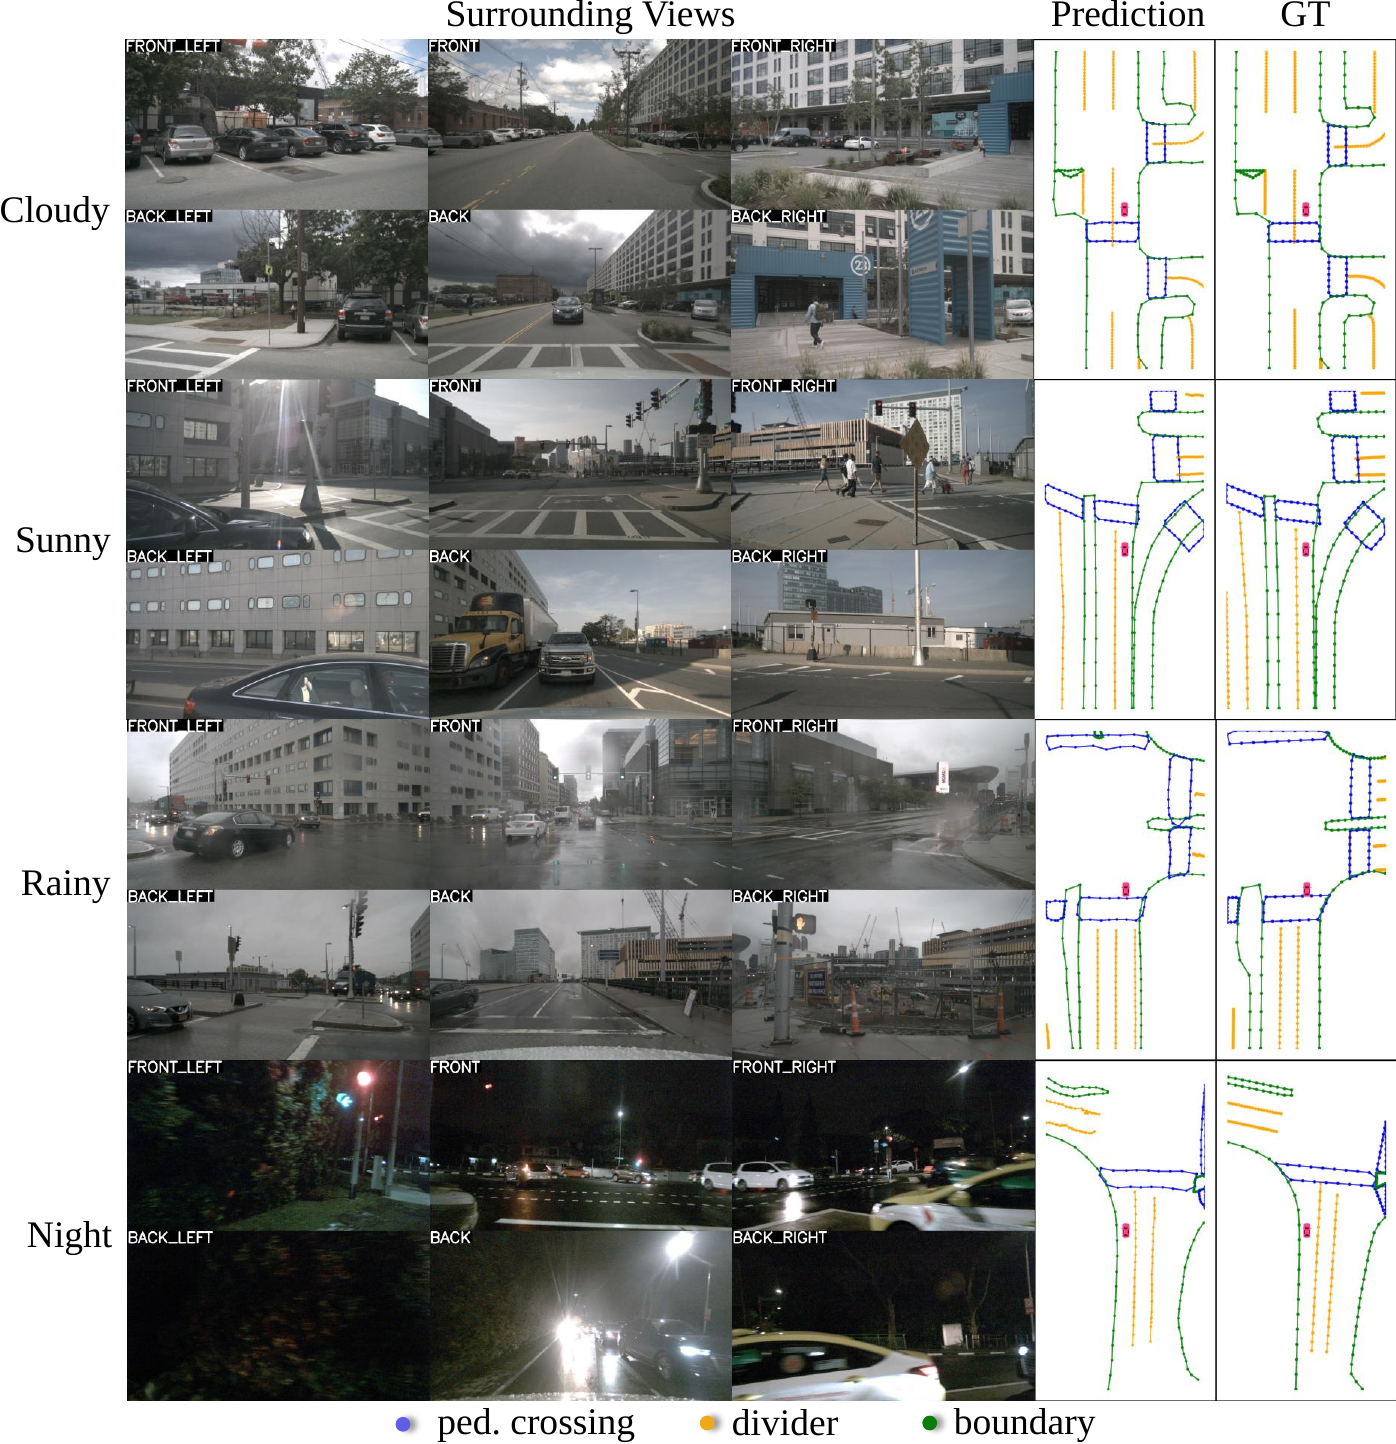 Surrounding Views Prediction GT
FRONT_LEFT FRONT FRONT_RIGHT
Cloudy
BACK_LEFT BACK BACK_RIGHT
23
FRONT_LEFT FRONT FRONT_RIGHT
Sunny
BACK_LEFT BACK BACK_RIGHT
FRONT_LEFT FRONT FRONT_RIGHT
Rainy
BACK_LEFT BACK BACK_RIGHT
FRONT_LEFT FRONT FRONT_RIGHT
Night
BACK_LEFT BACK BACK_RIGHT
ped. crossing divider boundary